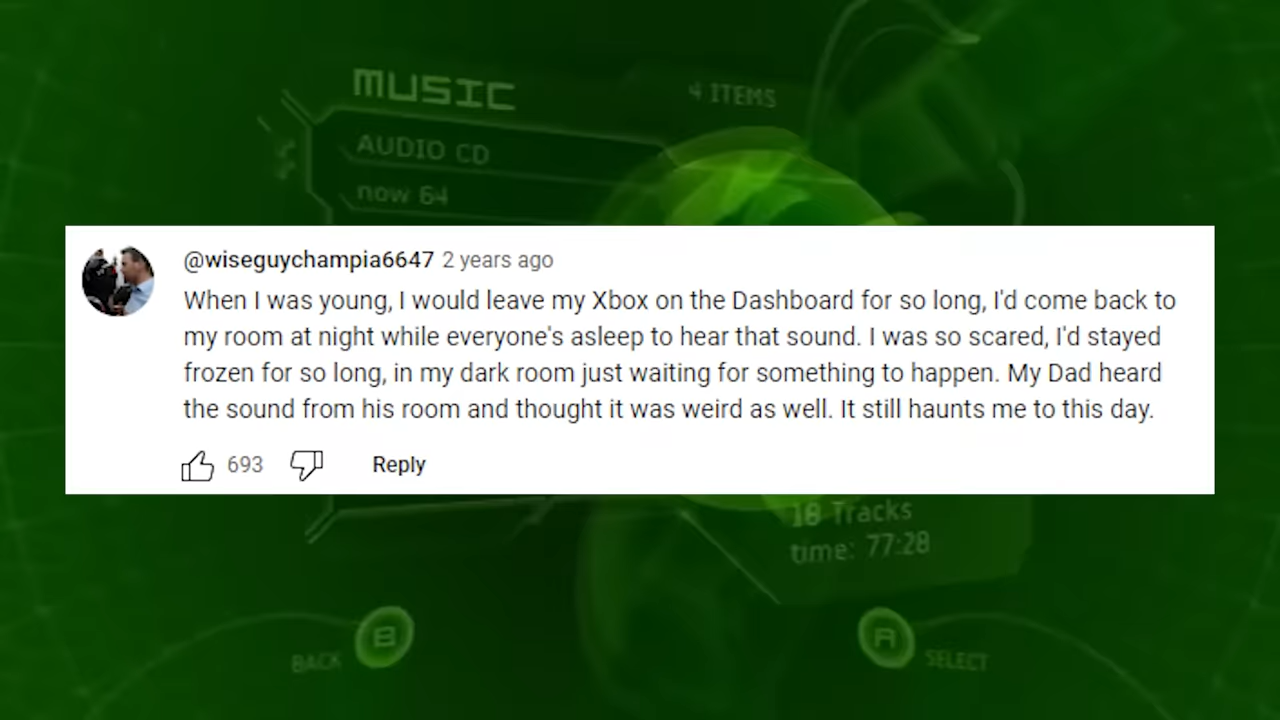 MUSIC
4 ITEMS
AUDIO CD
now 64
@wiseguychampia6647 2 years ago
When I was young, I would leave my Xbox on the Dashboard for so long, I'd come back to
my room at night while everyone's asleep to hear that sound. I was so scared, I'd stayed
frozen for so long, in my dark room just waiting for something to happen. My Dad heard
the sound from his room and thought it was weird as well. It still haunts me to this day.
693
Reply
18 Tracks
time: 77:28
B
BACK
A
SELECT